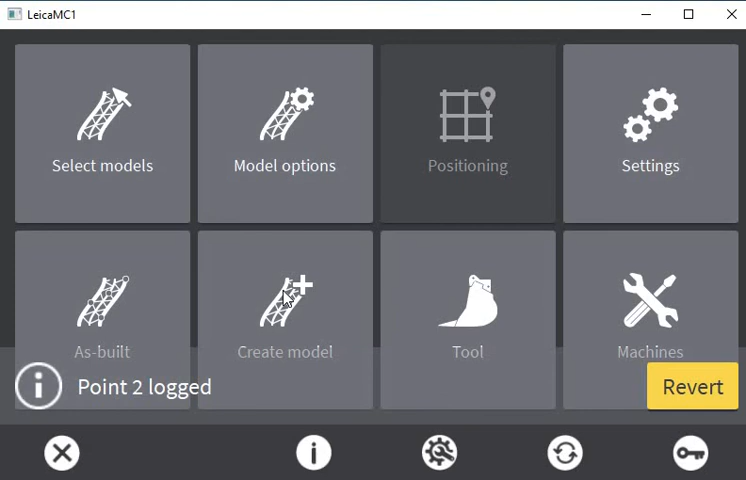 LeicaMC1
Select models
Model options
Positioning
Settings
As-built
Create model
Tool
Machines
Point 2 logged
Revert